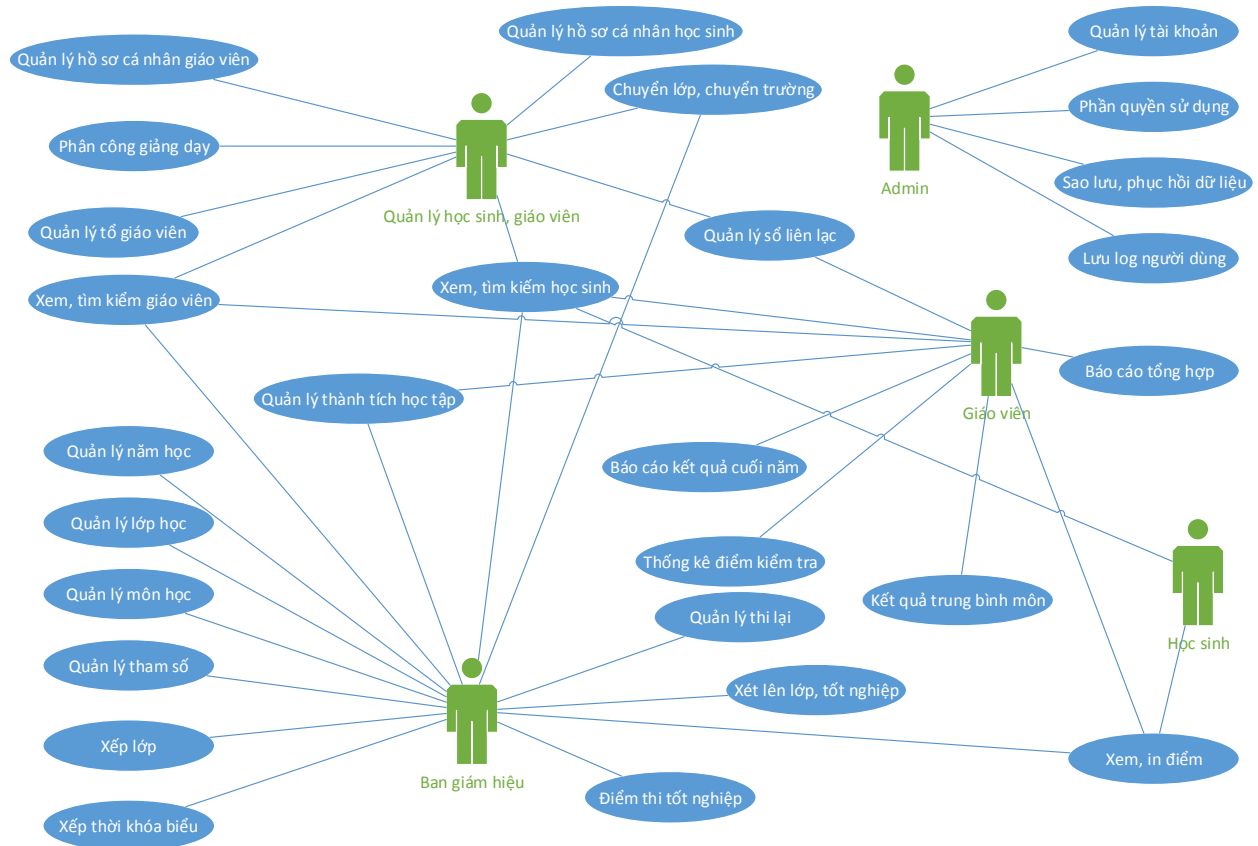 Quản lý hồ sơ cá nhân học sinh
Quản lý tài khoản
Quản lý hồ sơ cá nhân giáo viên
Chuyển lớp, chuyển trường
Phần quyền sử dụng
Phân công giảng dạy
Admin
Sao lưu, phục hồi dữ liệu
Quản lý học sinh, giáo viên
Quản lý tổ giáo viên
Quản lý sổ liên lạc
Lưu log người dùng
Xem, tìm kiểm giáo viên
Xem, tìm kiếm học sinh
Báo cáo tổng hợp
Quản lý thành tích học tập
Giáo viên
Quản lý năm học
Báo cáo kết quả cuối năm
Quản lý lớp học
Thống kê điểm kiểm tra
Quản lý môn học
Kết quả trung bình môn
Quản lý thi lại
Học sinh
Quản lý tham số
Xét lên lớp, tốt nghiệp
Xếp lớp
Xem, in điểm
Ban giám hiệu
Điểm thi tốt nghiệp
Xếp thời khóa biểu